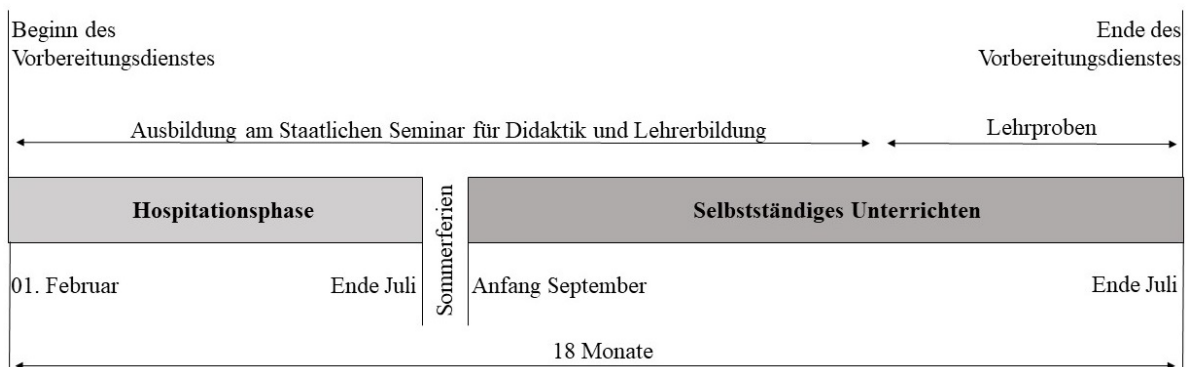 Beginn des
Vorbereitungsdienstes
Ende des
Vorbereitungsdienstes
Ausbildung am Staatlichen Seminar für Didaktik und Lehrerbildung
Lehrproben
Hospitationsphase
Sommerferien
Selbstständiges Unterrichten
01. Februar
Ende Juli
Anfang September
Ende Juli
18 Monate